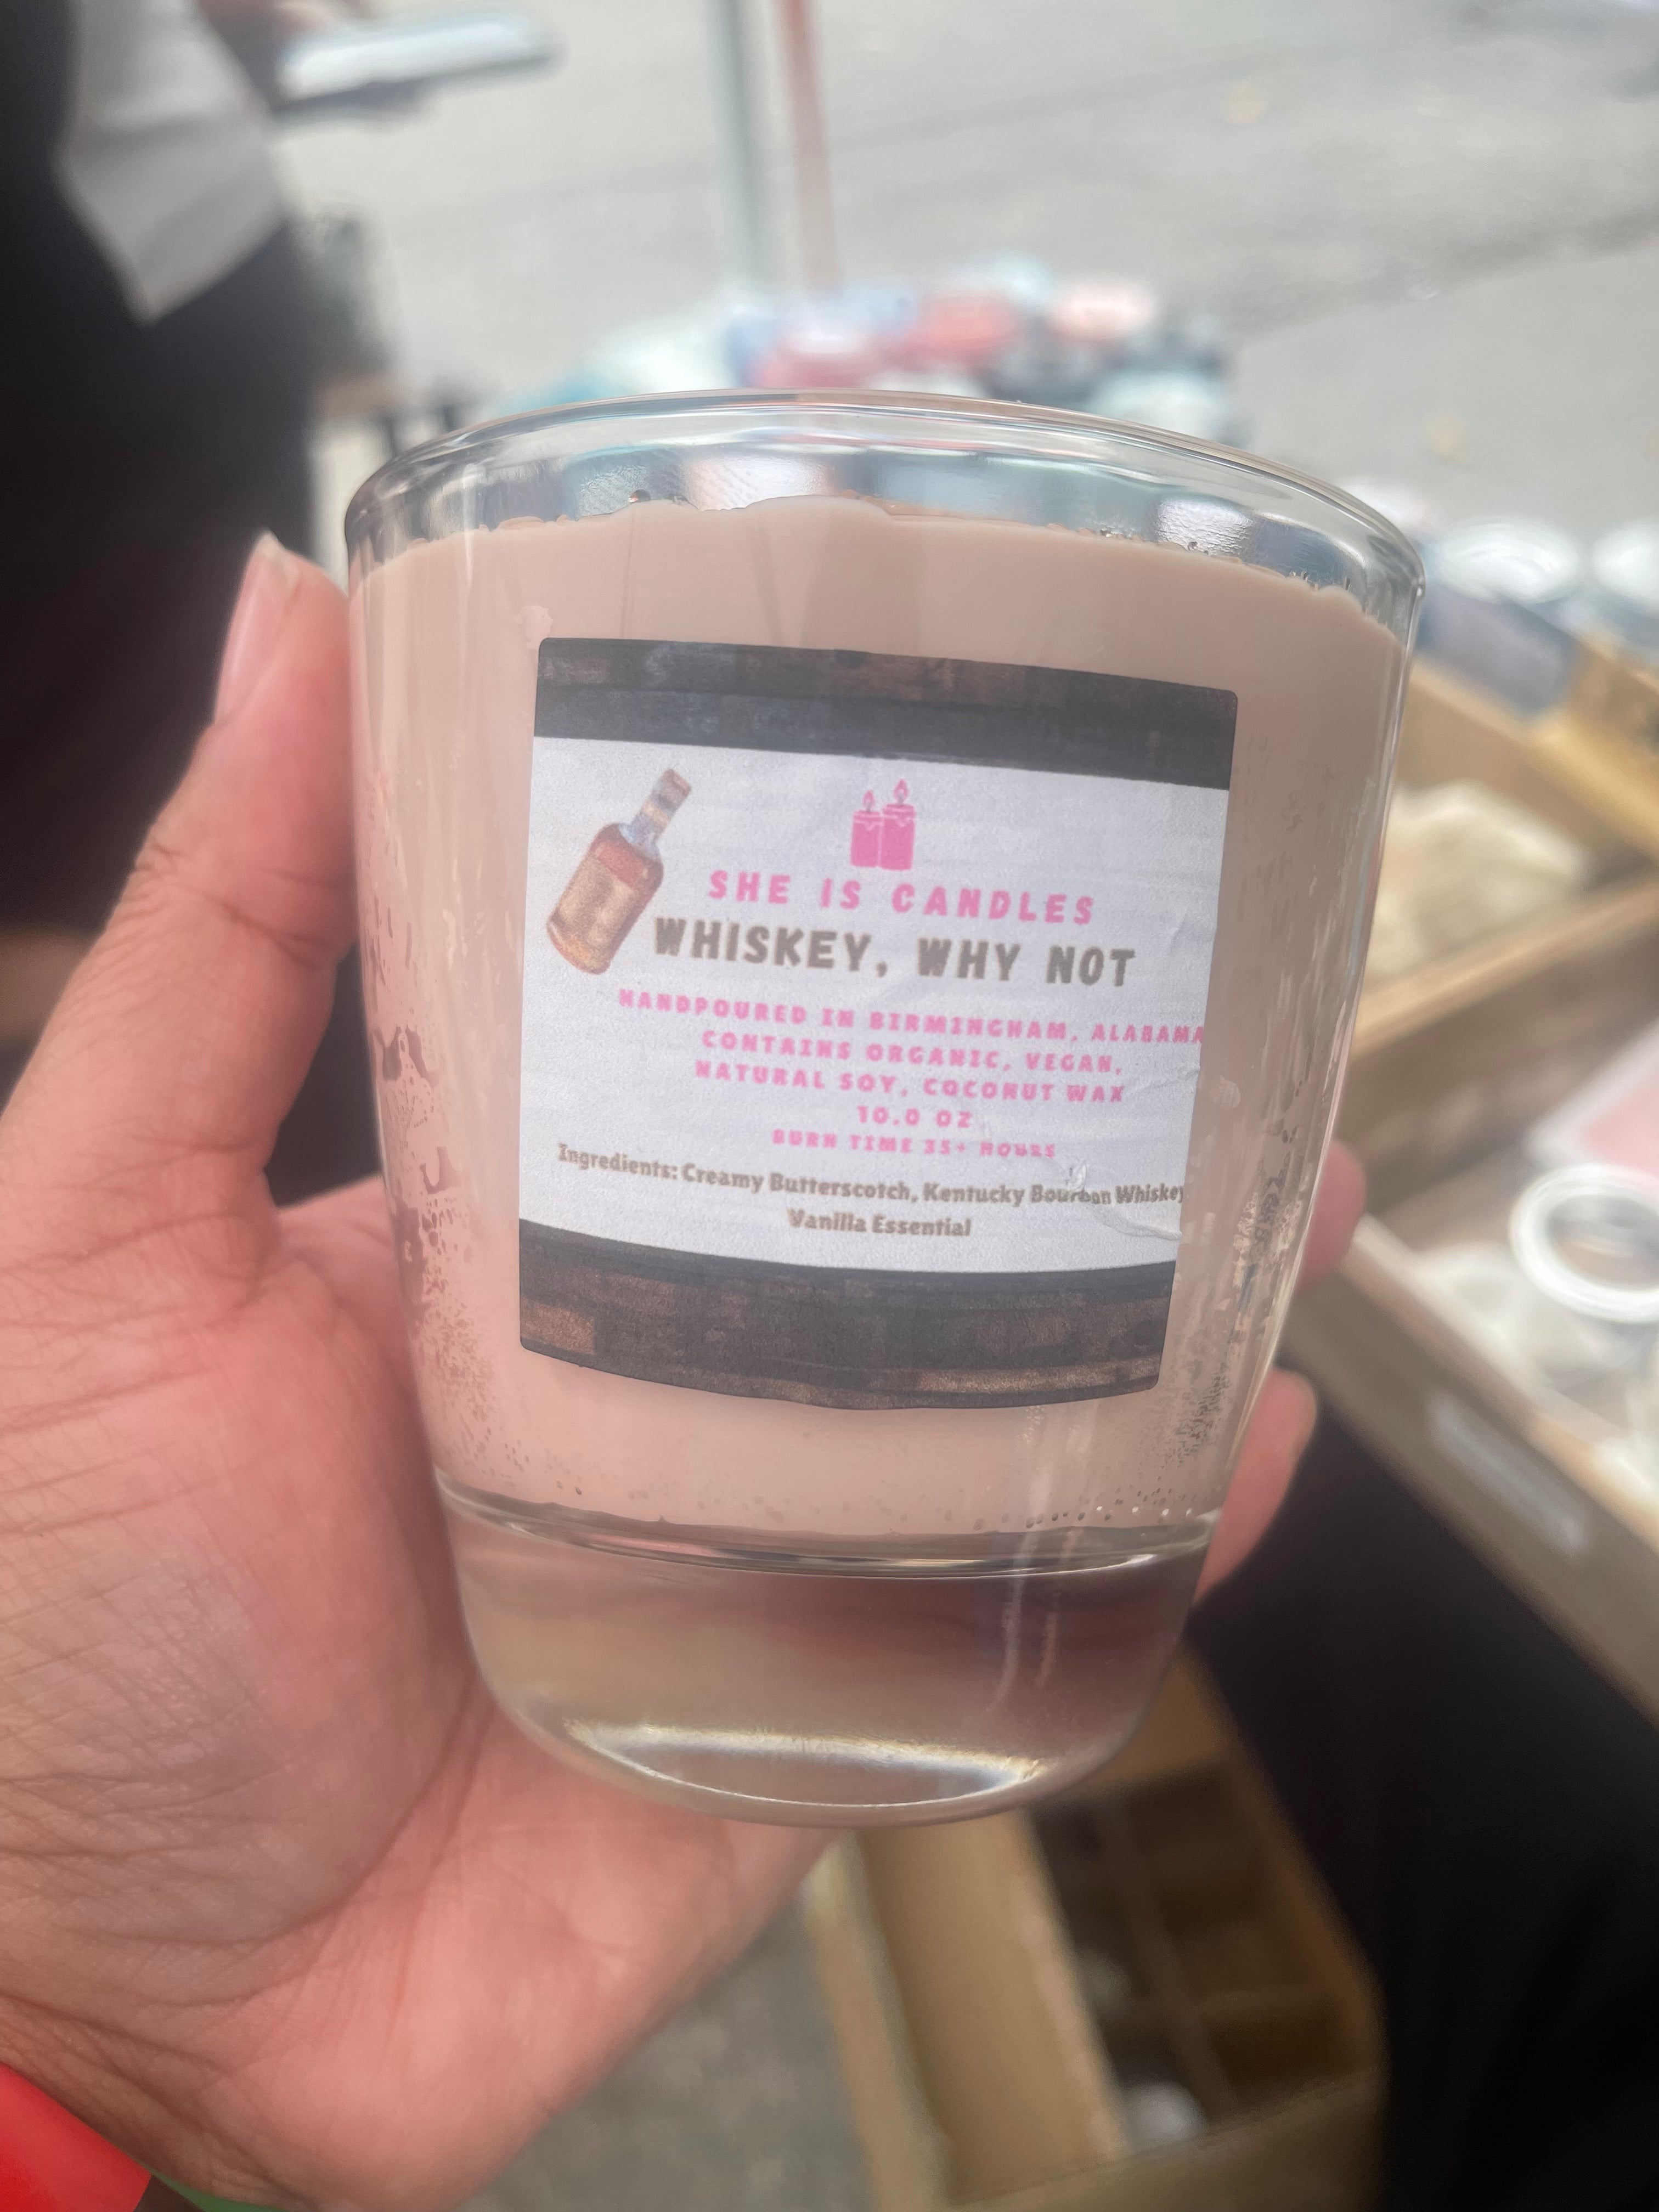 SHE IS CANDLES
WHISKEY, WHY NOT
HANDPOURED IN BIRMINGHAM, ALABAMA
CONTAINS ORGANIC, VEGAN,
NATURAL SOY, COCONUT WAX
10.0 OZ
BURN TIME 35+ HOURS
Ingredients: Creamy Butterscotch, Kentucky Bourbon Whiskey
Vanilla Essential